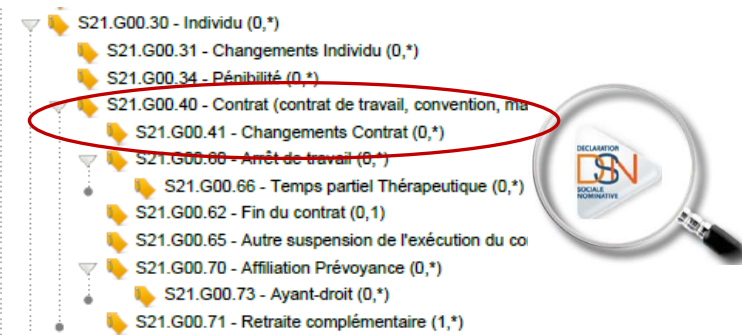 S21.G00.30 - Individu (0,*)
S21.G00.31 - Changements Individu (0,*)
S21.G00.34 - Pénibilité (0,*)
S21.G00.40 - Contrat (contrat de travail, convention, ma
S21.G00.41 - Changements Contrat (0,*)
S21.G00.60 - Arrêt de travail (0,*)
S21.G00.66 - Temps partiel Thérapeutique (0,*)
S21.G00.62 - Fin du contrat (0,1)
S21.G00.65 - Autre suspension de l'exécution du co
S21.G00.70 - Affiliation Prévoyance (0,*)
S21.G00.73 - Ayant-droit (0,*)
S21.G00.71 - Retraite complémentaire (1,*)
DECLARATION
DSN
SOCIALE
NOMINATIVE